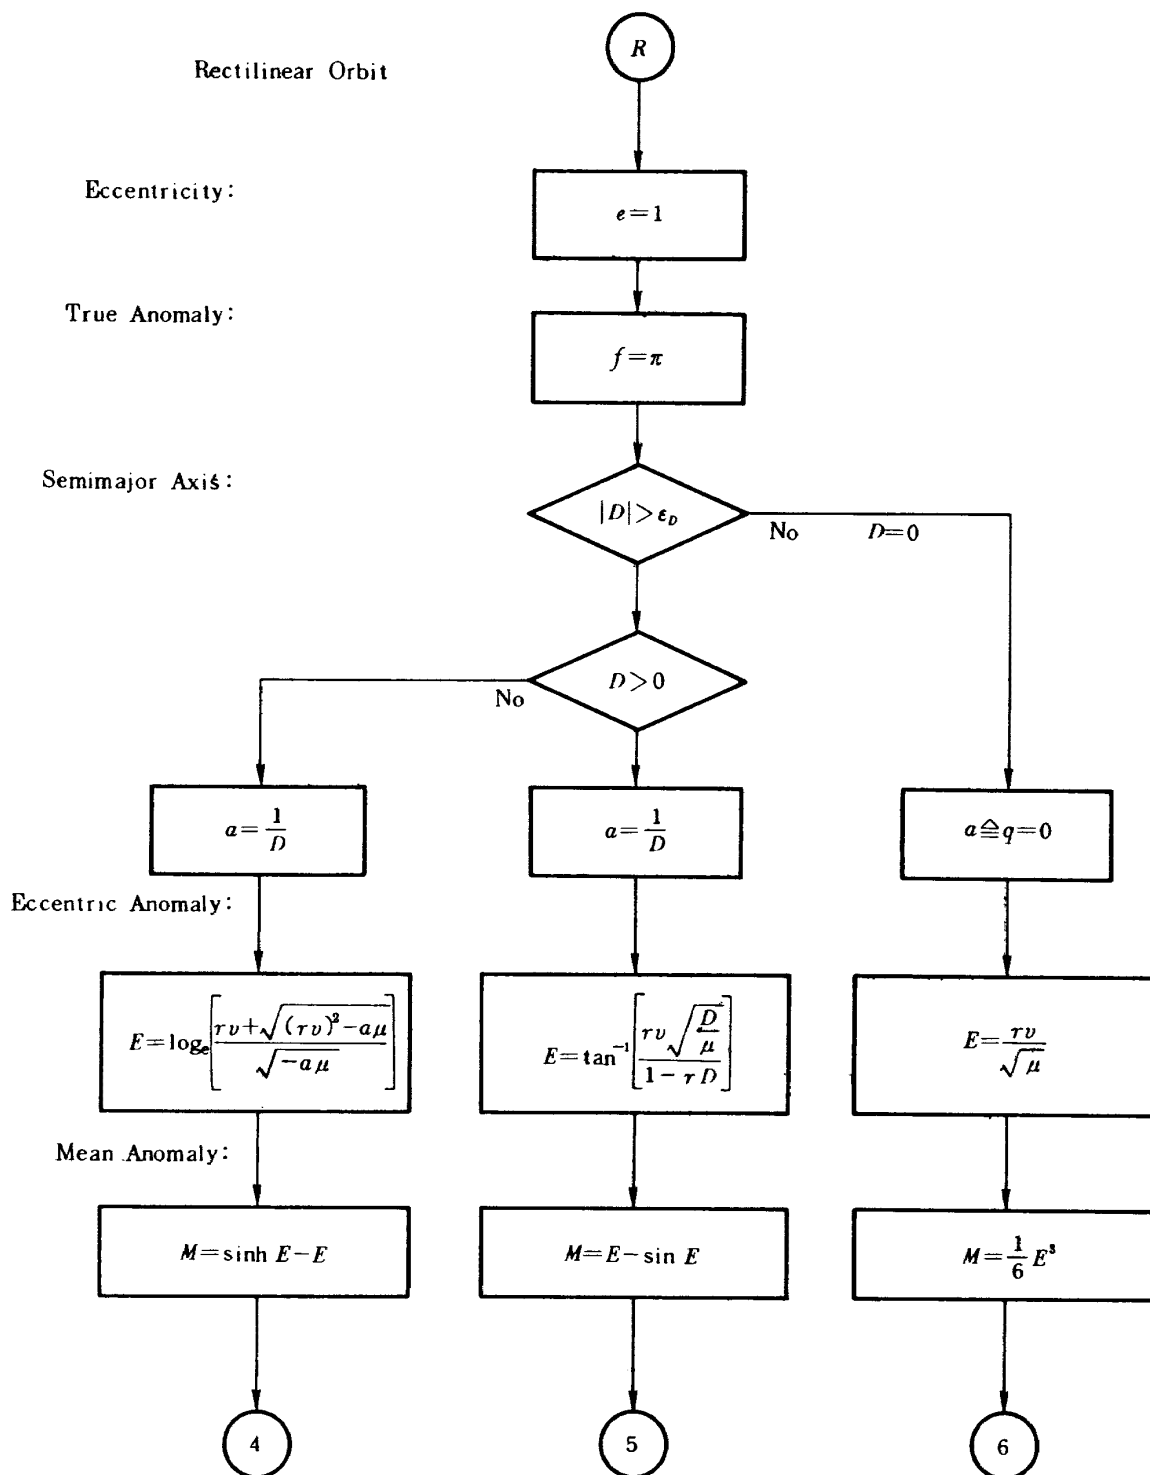 R
Rectilinear Orbit
Eccentricity:
e=1
True Anomaly:
f=π
Semimajor Axis:
|D|>ε_D
No
D=0
D>0
No
a=1/D
a=1/D
a≙q=0
Eccentric Anomaly:
E=log_e[(rv+√((rv)²-aμ))/√(-aμ)]
E=tan⁻¹[(rv√(D/μ))/(1-rD)]
E=rv/√μ
Mean Anomaly:
M=sinh E-E
M=E-sin E
M=1/6 E³
4
5
6